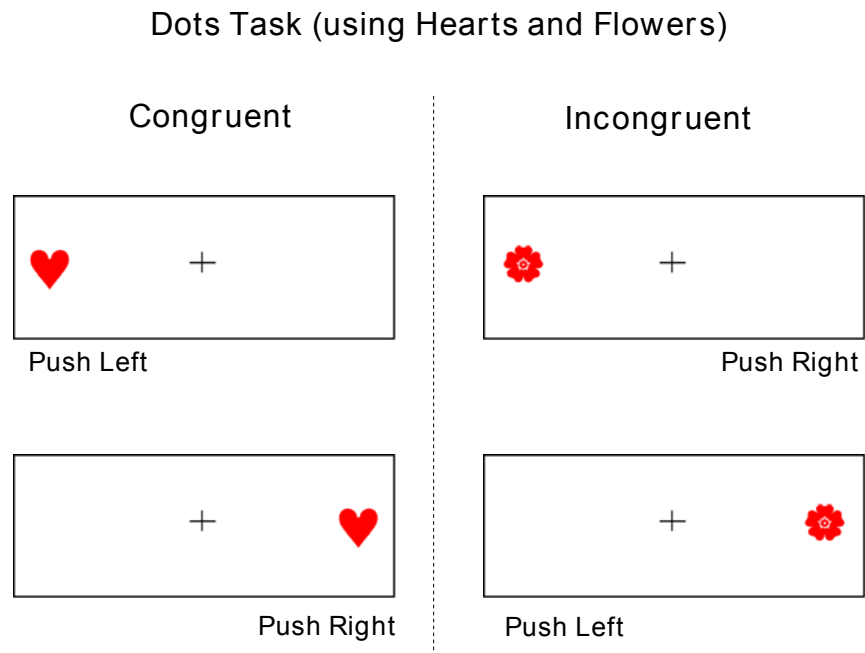 Dots Task (using Hearts and Flowers)
Congruent
Incongruent
Push Left
Push Right
Push Right
Push Left